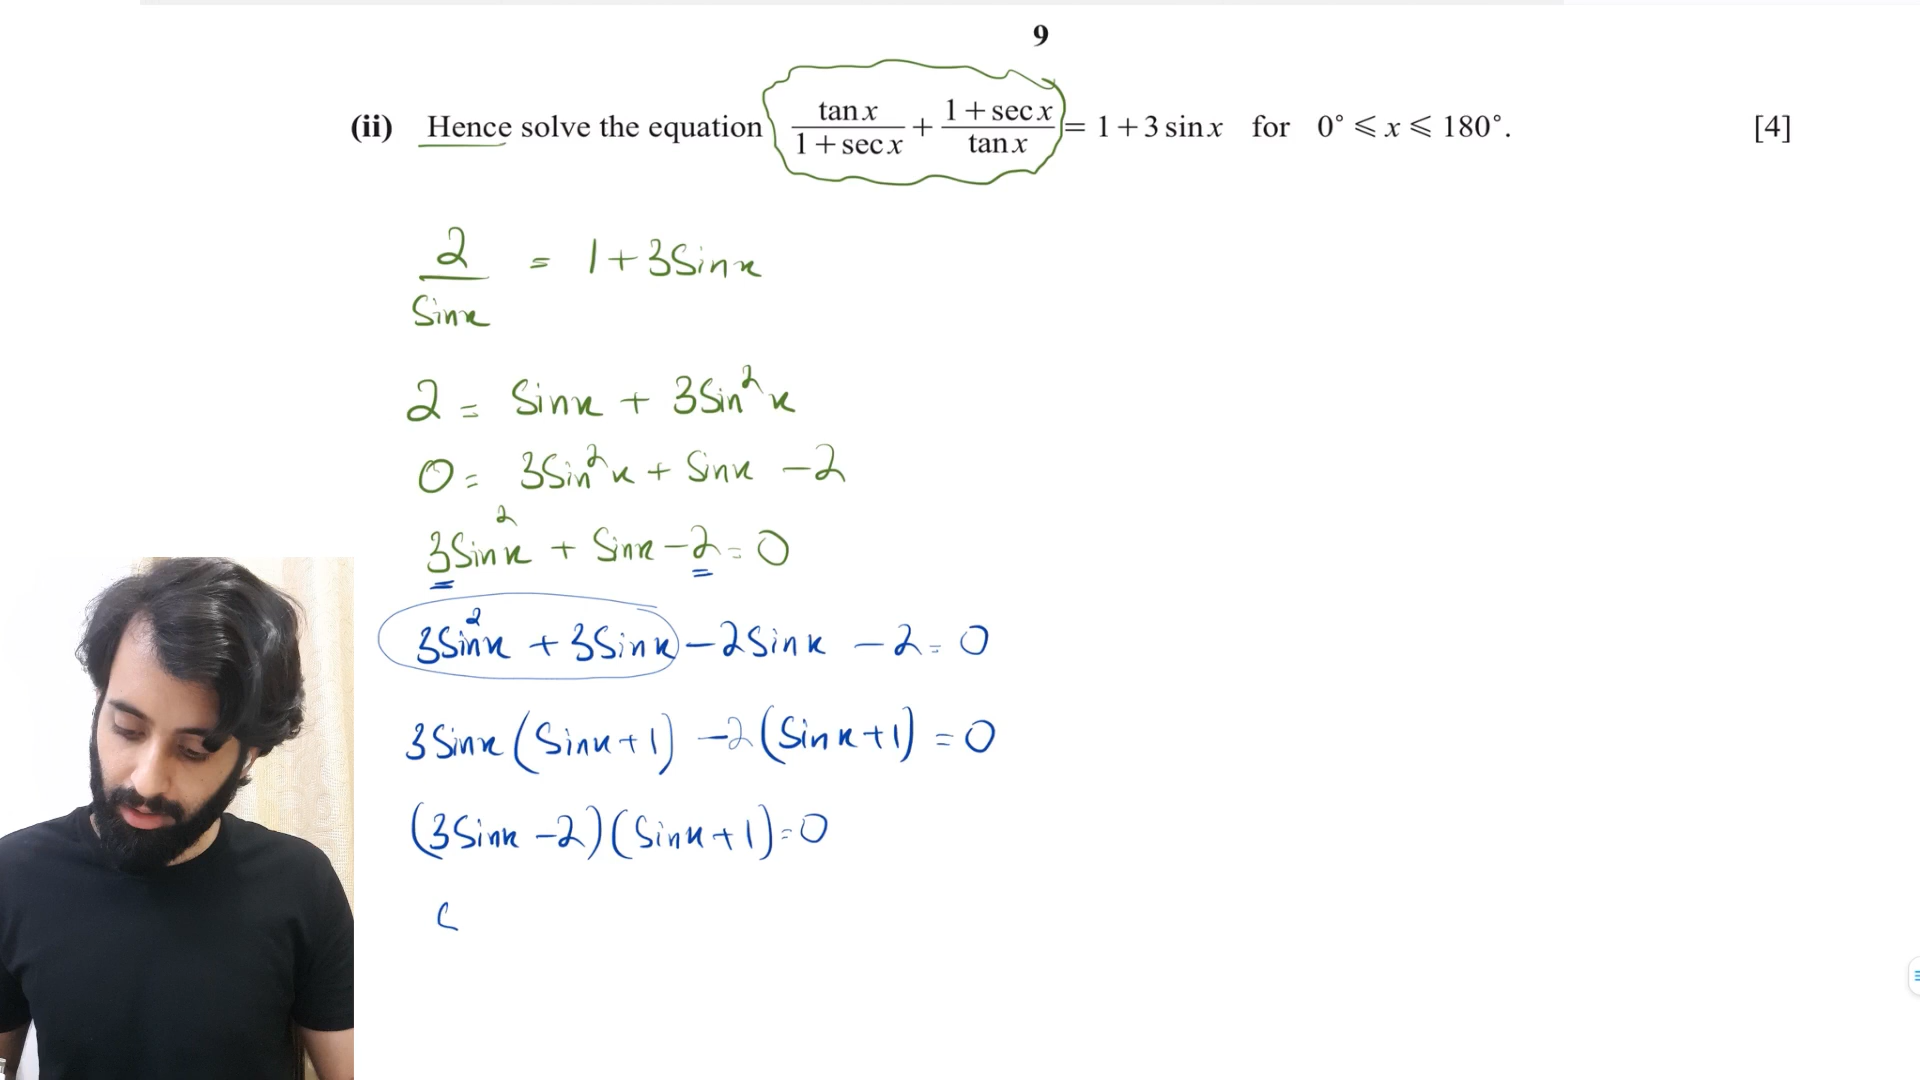 9
(ii) Hence solve the equation tan x / (1 + sec x) + (1 + sec x) / tan x = 1 + 3 sin x for 0° ⩽ x ⩽ 180°. [4]
2 / Sinx = 1 + 3Sinx
2 = Sinx + 3Sin²x
0 = 3Sin²x + Sinx - 2
3Sin²x + Sinx - 2 = 0
3Sin²x + 3Sinx - 2Sinx - 2 = 0
3Sinx (Sinx + 1) - 2 (Sinx + 1) = 0
(3Sinx - 2)(Sinx + 1) = 0
S